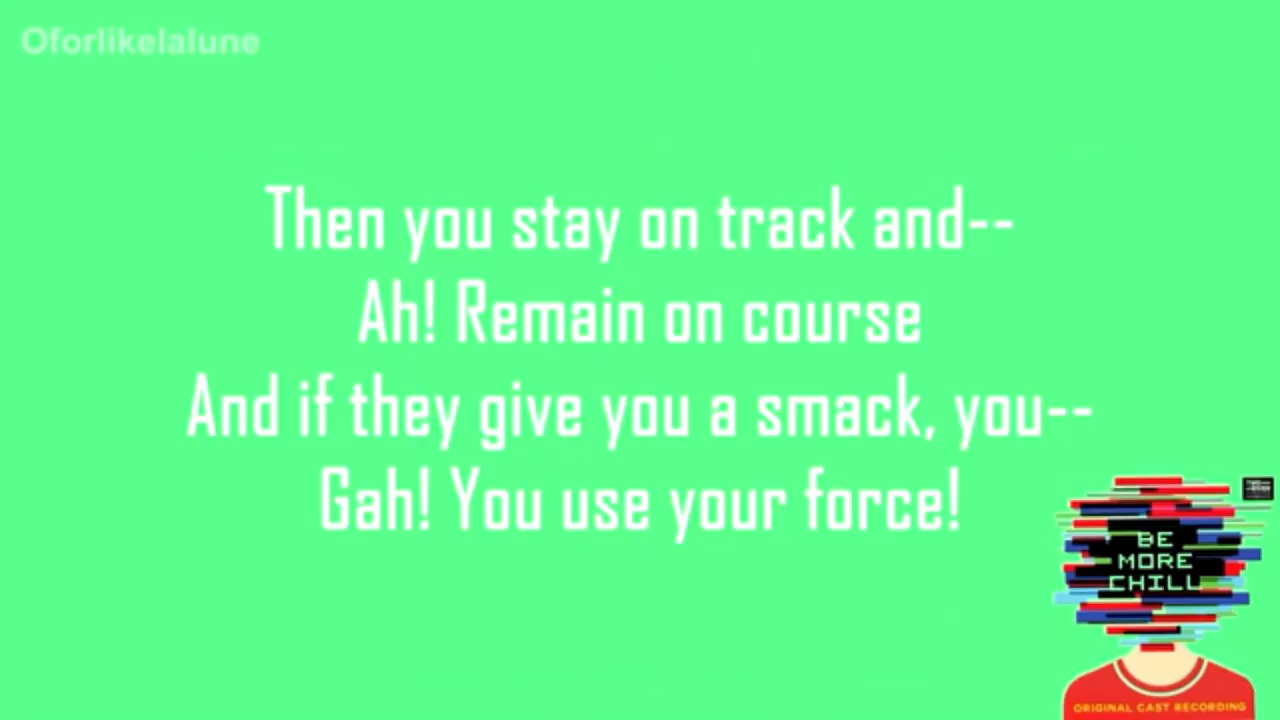 Oforlikelalune
Then you stay on track and--
Ah! Remain on course
And if they give you a smack, you--
Gah! You use your force!
BE
MORE
CHILL
ORIGINAL CAST RECORDING